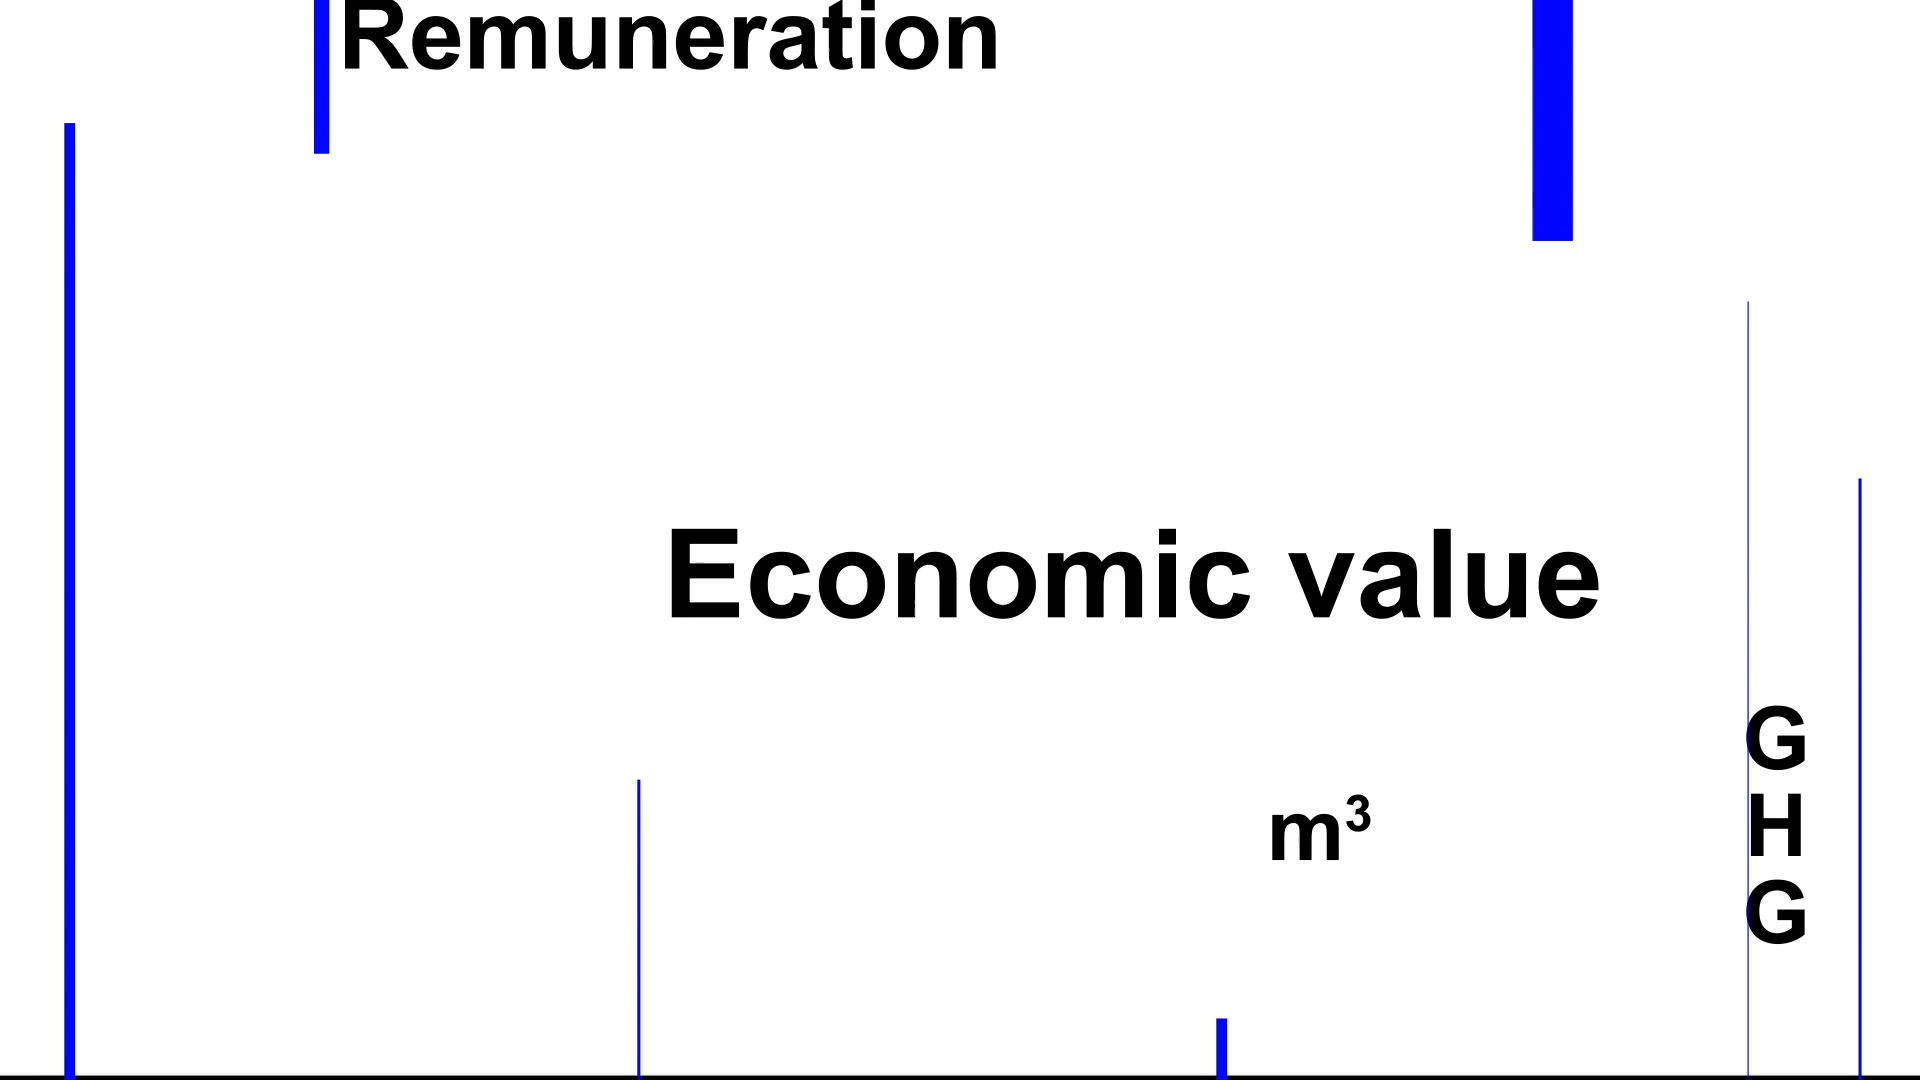 Remuneration
Economic value
m³
G
H
G